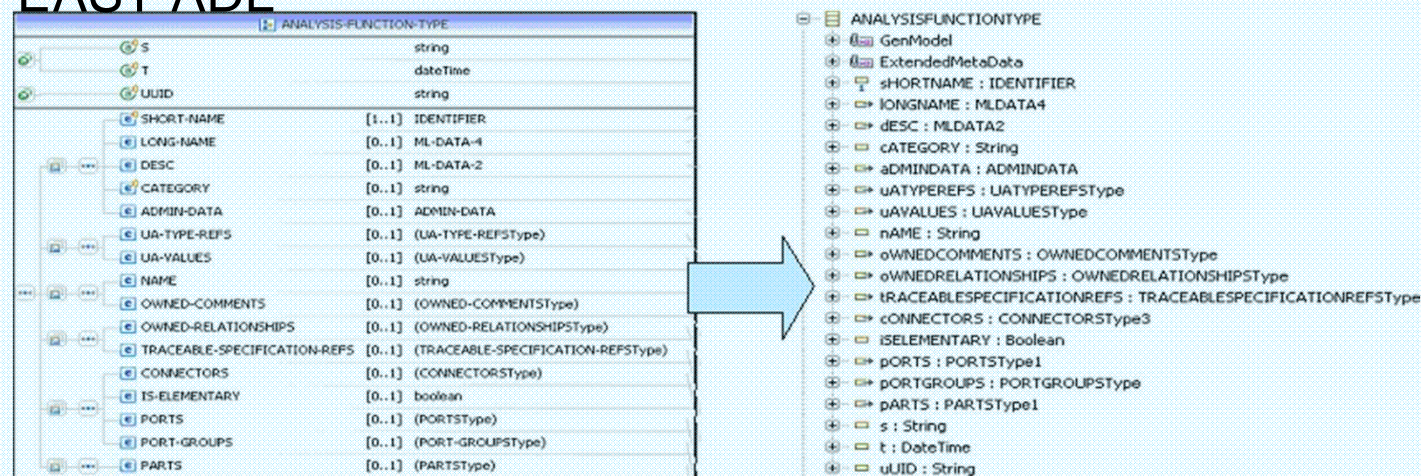 EAST-ADL
ANALYSIS-FUNCTION-TYPE
S string
T dateTime
UUID string
SHORT-NAME [1..1] IDENTIFIER
LONG-NAME [0..1] ML-DATA-4
DESC [0..1] ML-DATA-2
CATEGORY [0..1] string
ADMIN-DATA [0..1] ADMIN-DATA
UA-TYPE-REFS [0..1] (UA-TYPE-REFSType)
UA-VALUES [0..1] (UA-VALUESType)
NAME [0..1] string
OWNED-COMMENTS [0..1] (OWNED-COMMENTSType)
OWNED-RELATIONSHIPS [0..1] (OWNED-RELATIONSHIPSType)
TRACEABLE-SPECIFICATION-REFS [0..1] (TRACEABLE-SPECIFICATION-REFSType)
CONNECTORS [0..1] (CONNECTORSType)
IS-ELEMENTARY [0..1] boolean
PORTS [0..1] (PORTSType)
PORT-GROUPS [0..1] (PORT-GROUPSType)
PARTS [0..1] (PARTSType)
ANALYSISFUNCTIONTYPE
GenModel
ExtendedMetaData
sHORTNAME : IDENTIFIER
lONGNAME : MLDATA4
dESC : MLDATA2
cATEGORY : String
aDMINDATA : ADMINDATA
uATYPEREFS : UATYPEREFSType
uAVALUES : UAVALUESType
nAME : String
oWNEDCOMMENTS : OWNEDCOMMENTSType
oWNEDRELATIONSHIPS : OWNEDRELATIONSHIPSType
tRACEABLESPECIFICATIONREFS : TRACEABLESPECIFICATIONREFSType
cONNECTORS : CONNECTORSType3
iSELEMENTARY : Boolean
pORTS : PORTSType1
pORTGROUPS : PORTGROUPSType
pARTS : PARTSType1
s : String
t : DateTime
uUID : String